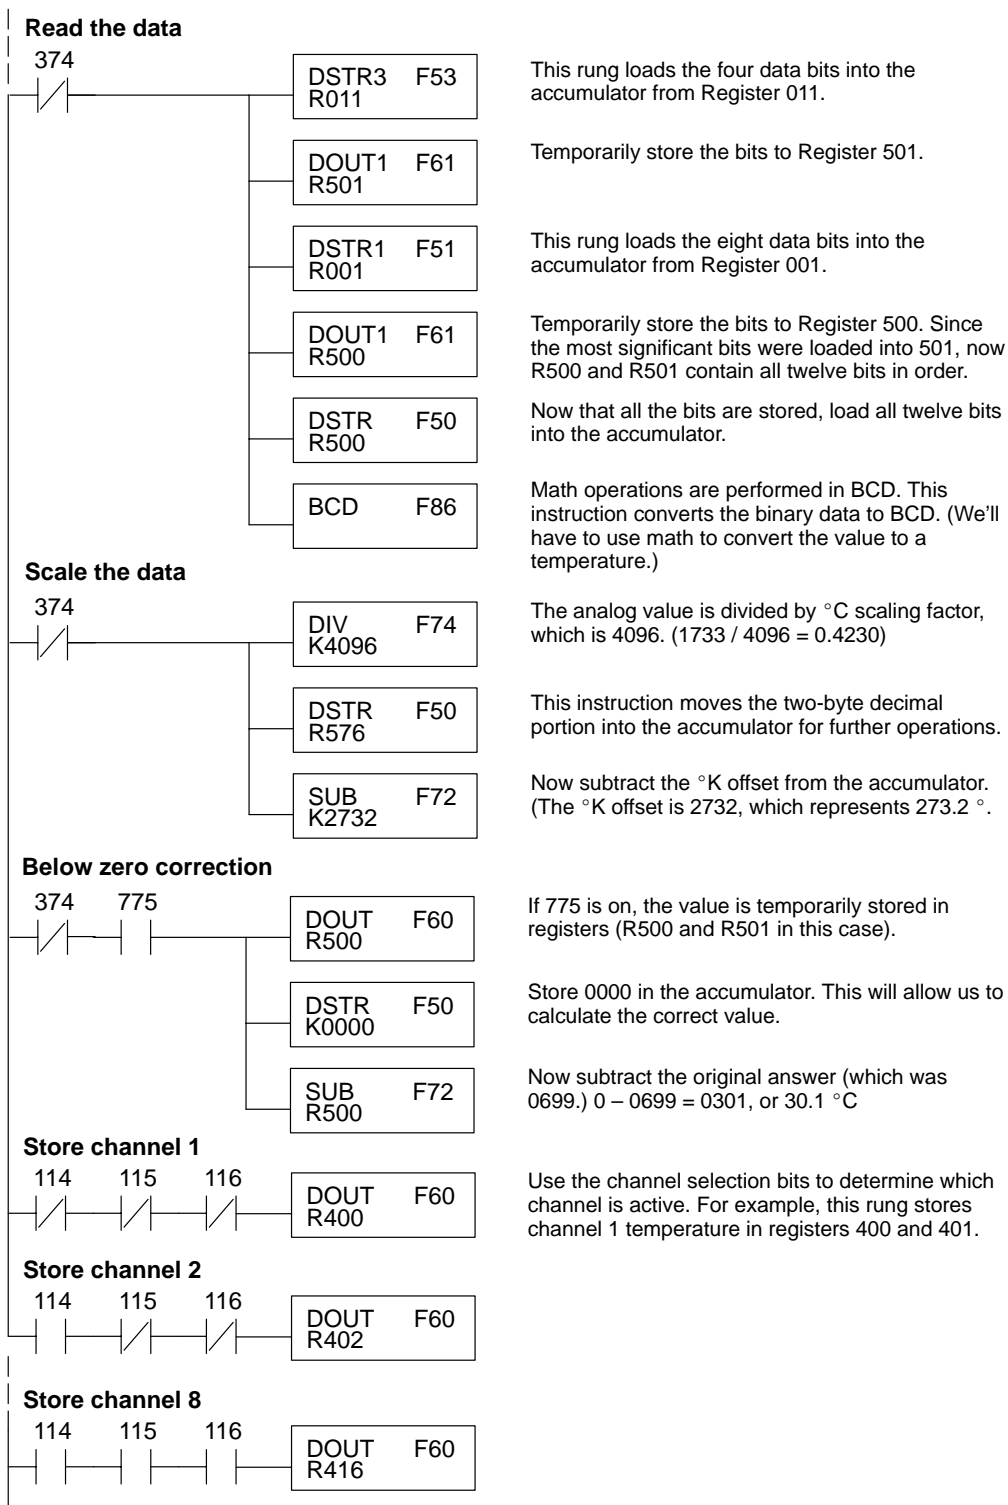 Read the data
374
DSTR3 F53
R011
This rung loads the four data bits into the
accumulator from Register 011.
DOUT1 F61
R501
Temporarily store the bits to Register 501.
DSTR1 F51
R001
This rung loads the eight data bits into the
accumulator from Register 001.
DOUT1 F61
R500
Temporarily store the bits to Register 500. Since
the most significant bits were loaded into 501, now
R500 and R501 contain all twelve bits in order.
DSTR F50
R500
Now that all the bits are stored, load all twelve bits
into the accumulator.
BCD F86
Math operations are performed in BCD. This
instruction converts the binary data to BCD. (We'll
have to use math to convert the value to a
temperature.)
Scale the data
374
DIV F74
K4096
The analog value is divided by °C scaling factor,
which is 4096. (1733 / 4096 = 0.4230)
DSTR F50
R576
This instruction moves the two-byte decimal
portion into the accumulator for further operations.
SUB F72
K2732
Now subtract the °K offset from the accumulator.
(The °K offset is 2732, which represents 273.2 °.
Below zero correction
374 775
DOUT F60
R500
If 775 is on, the value is temporarily stored in
registers (R500 and R501 in this case).
DSTR F50
K0000
Store 0000 in the accumulator. This will allow us to
calculate the correct value.
SUB F72
R500
Now subtract the original answer (which was
0699.) 0 – 0699 = 0301, or 30.1 °C
Store channel 1
114 115 116
DOUT F60
R400
Use the channel selection bits to determine which
channel is active. For example, this rung stores
channel 1 temperature in registers 400 and 401.
Store channel 2
114 115 116
DOUT F60
R402
Store channel 8
114 115 116
DOUT F60
R416